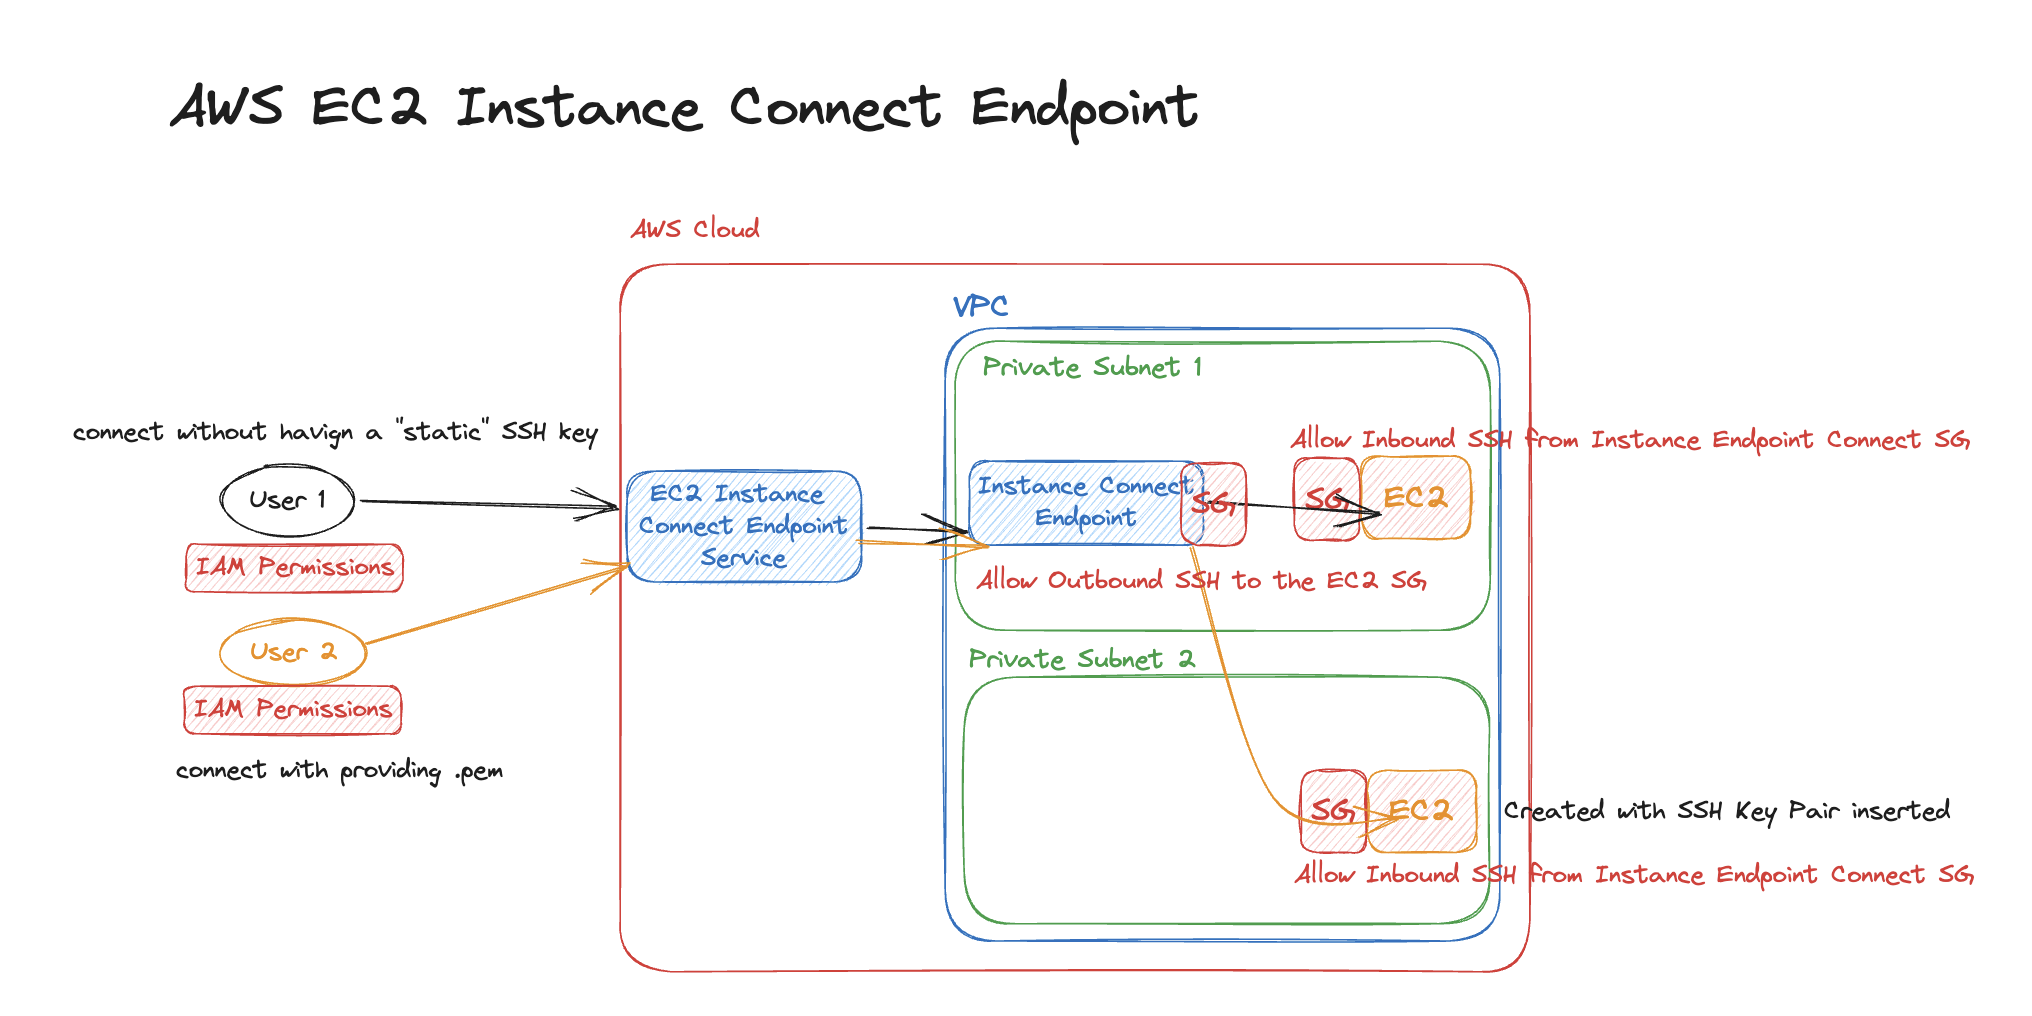 AWS EC2 Instance Connect Endpoint
AWS Cloud
VPC
Private Subnet 1
connect without havign a "static" SSH key
User 1
IAM Permissions
User 2
IAM Permissions
connect with providing .pem
EC2 Instance
Connect Endpoint
Service
Instance Connect
Endpoint
SG
Allow Outbound SSH to the EC2 SG
Allow Inbound SSH from Instance Endpoint Connect SG
SG
EC2
Private Subnet 2
SG
EC2
Created with SSH Key Pair inserted
Allow Inbound SSH from Instance Endpoint Connect SG